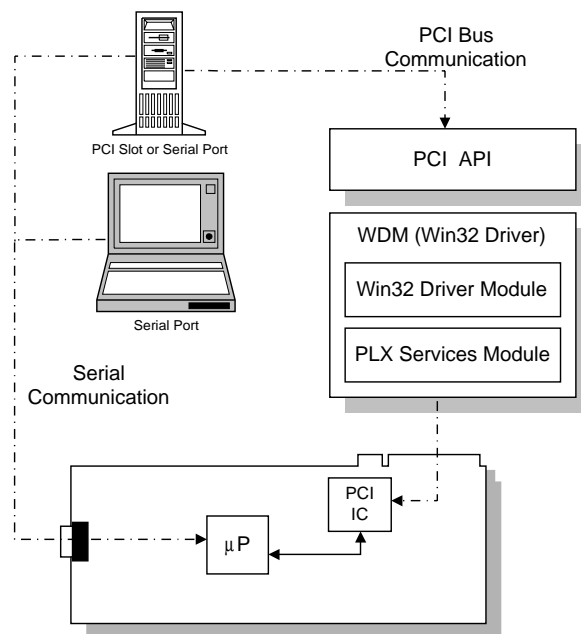 PCI Bus
Communication
PCI Slot or Serial Port
PCI API
WDM (Win32 Driver)
Win32 Driver Module
PLX Services Module
Serial Port
Serial
Communication
PCI
IC
μP